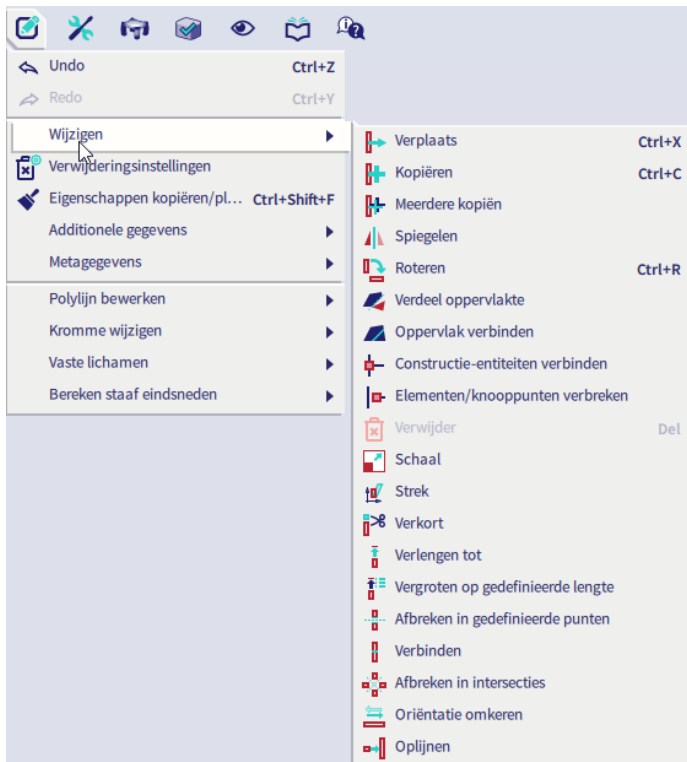 Undo Ctrl+Z
Redo Ctrl+Y
Wijzigen
Verwijderingsinstellingen
Eigenschappen kopiëren/pl... Ctrl+Shift+F
Additionele gegevens
Metagegevens
Polylijn bewerken
Kromme wijzigen
Vaste lichamen
Bereken staaf eindsneden
Verplaats Ctrl+X
Kopiëren Ctrl+C
Meerdere kopiën
Spiegelen
Roteren Ctrl+R
Verdeel oppervlakte
Oppervlak verbinden
Constructie-entiteiten verbinden
Elementen/knooppunten verbreken
Verwijder Del
Schaal
Strek
Verkort
Verlengen tot
Vergroten op gedefinieerde lengte
Afbreken in gedefinieerde punten
Verbinden
Afbreken in intersecties
Oriëntatie omkeren
Oplijnen